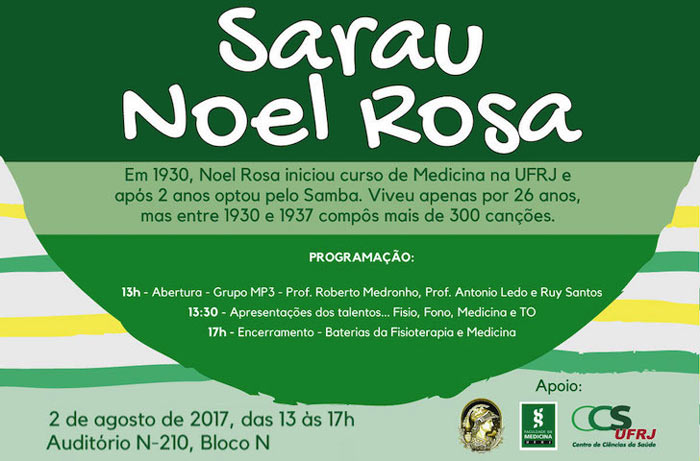 Sarau
Noel Rosa
Em 1930, Noel Rosa iniciou curso de Medicina na UFRJ e
após 2 anos optou pelo Samba. Viveu apenas por 26 anos,
mas entre 1930 e 1937 compôs mais de 300 canções.
PROGRAMAÇÃO:
13h - Abertura - Grupo MP3 - Prof. Roberto Medronho, Prof. Antonio Ledo e Ruy Santos
13:30 - Apresentações dos talentos... Fisio, Fono, Medicina e TO
17h - Encerramento - Baterias da Fisioterapia e Medicina
2 de agosto de 2017, das 13 às 17h
Auditório N-210, Bloco N
Apoio:
FACULDADE DE
MEDICINA
UFRJ
CCS
UFRJ
Centro de Ciências da Saúde